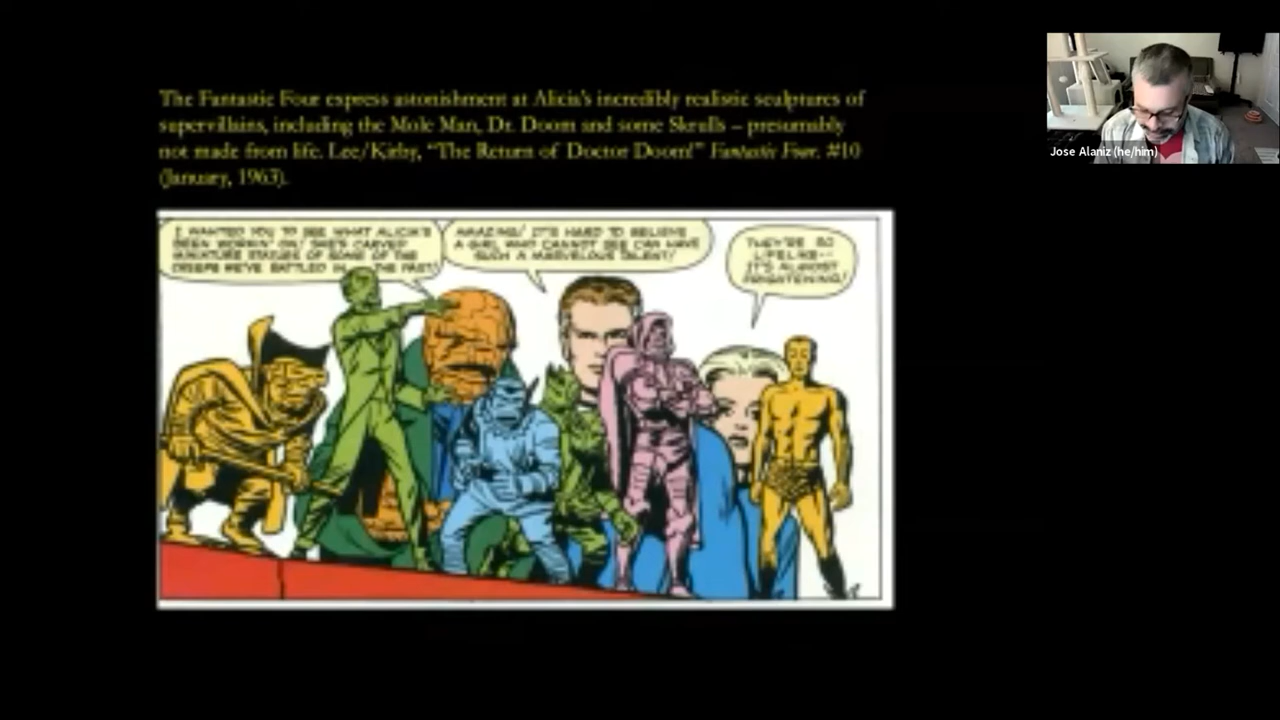 The Fantastic Four express astonishment at Alicia's incredibly realistic sculptures of
supervillains, including the Mole Man, Dr. Doom and some Skrulls – presumably
not made from life. Lee/Kirby, "The Return of Doctor Doom!" Fantastic Four. #10
(January, 1963).
I WANTED YOU TO SEE WHAT ALICIA'S
BEEN WORKIN' ON! SHE'S CARVED
MINIATURE STATUES OF SOME OF THE
CREEPS WE'VE BATTLED IN THE PAST!
AMAZING! IT'S HARD TO BELIEVE
A GIRL WHO CANNOT SEE CAN HAVE
SUCH A MARVELOUS TALENT!
THEY'RE SO
LIFELIKE--
IT'S ALMOST
FRIGHTENING!
Jose Alaniz (he/him)